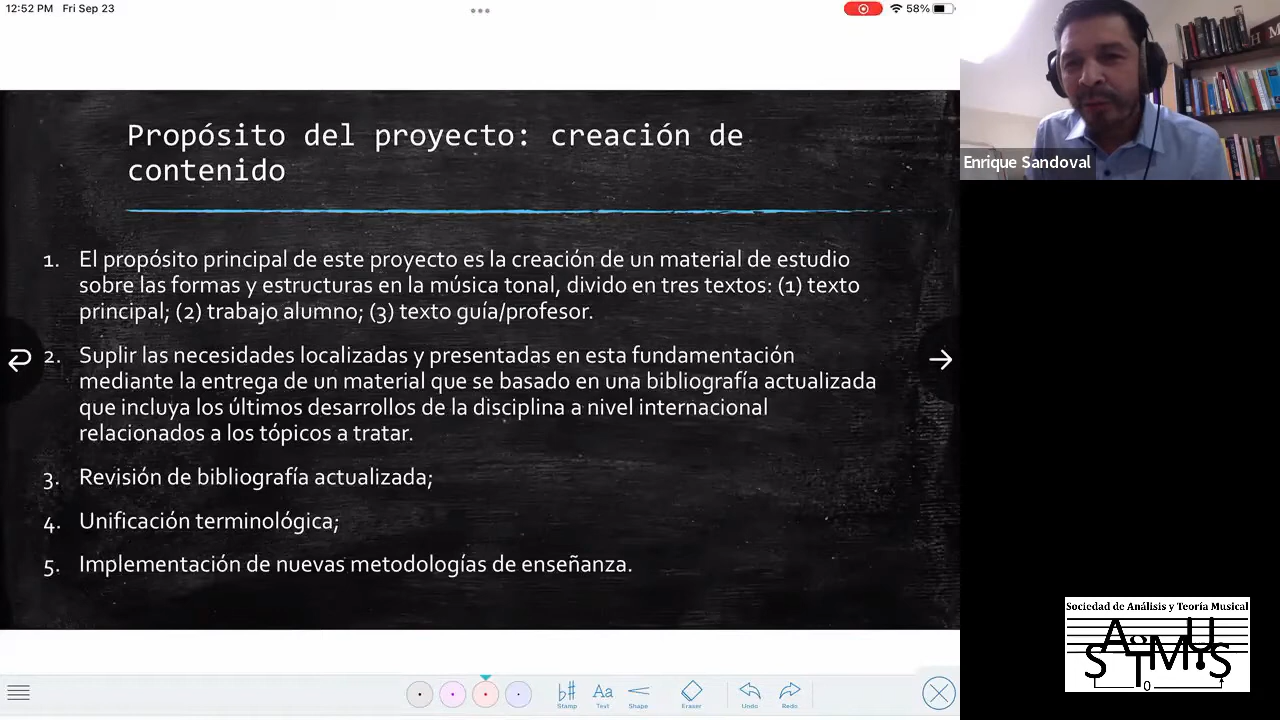 12:52 PM Fri Sep 23
58%
Propósito del proyecto: creación de
contenido
1. El propósito principal de este proyecto es la creación de un material de estudio
sobre las formas y estructuras en la música tonal, divido en tres textos: (1) texto
principal; (2) trabajo alumno; (3) texto guía/profesor.
2. Suplir las necesidades localizadas y presentadas en esta fundamentación
mediante la entrega de un material que se basado en una bibliografía actualizada
que incluya los últimos desarrollos de la disciplina a nivel internacional
relacionados a los tópicos a tratar.
3. Revisión de bibliografía actualizada;
4. Unificación terminológica;
5. Implementación de nuevas metodologías de enseñanza.
Aa
Stamp Text Shape Eraser Undo Redo
Enrique Sandoval
Sociedad de Análisis y Teoría Musical
SATMUS
0